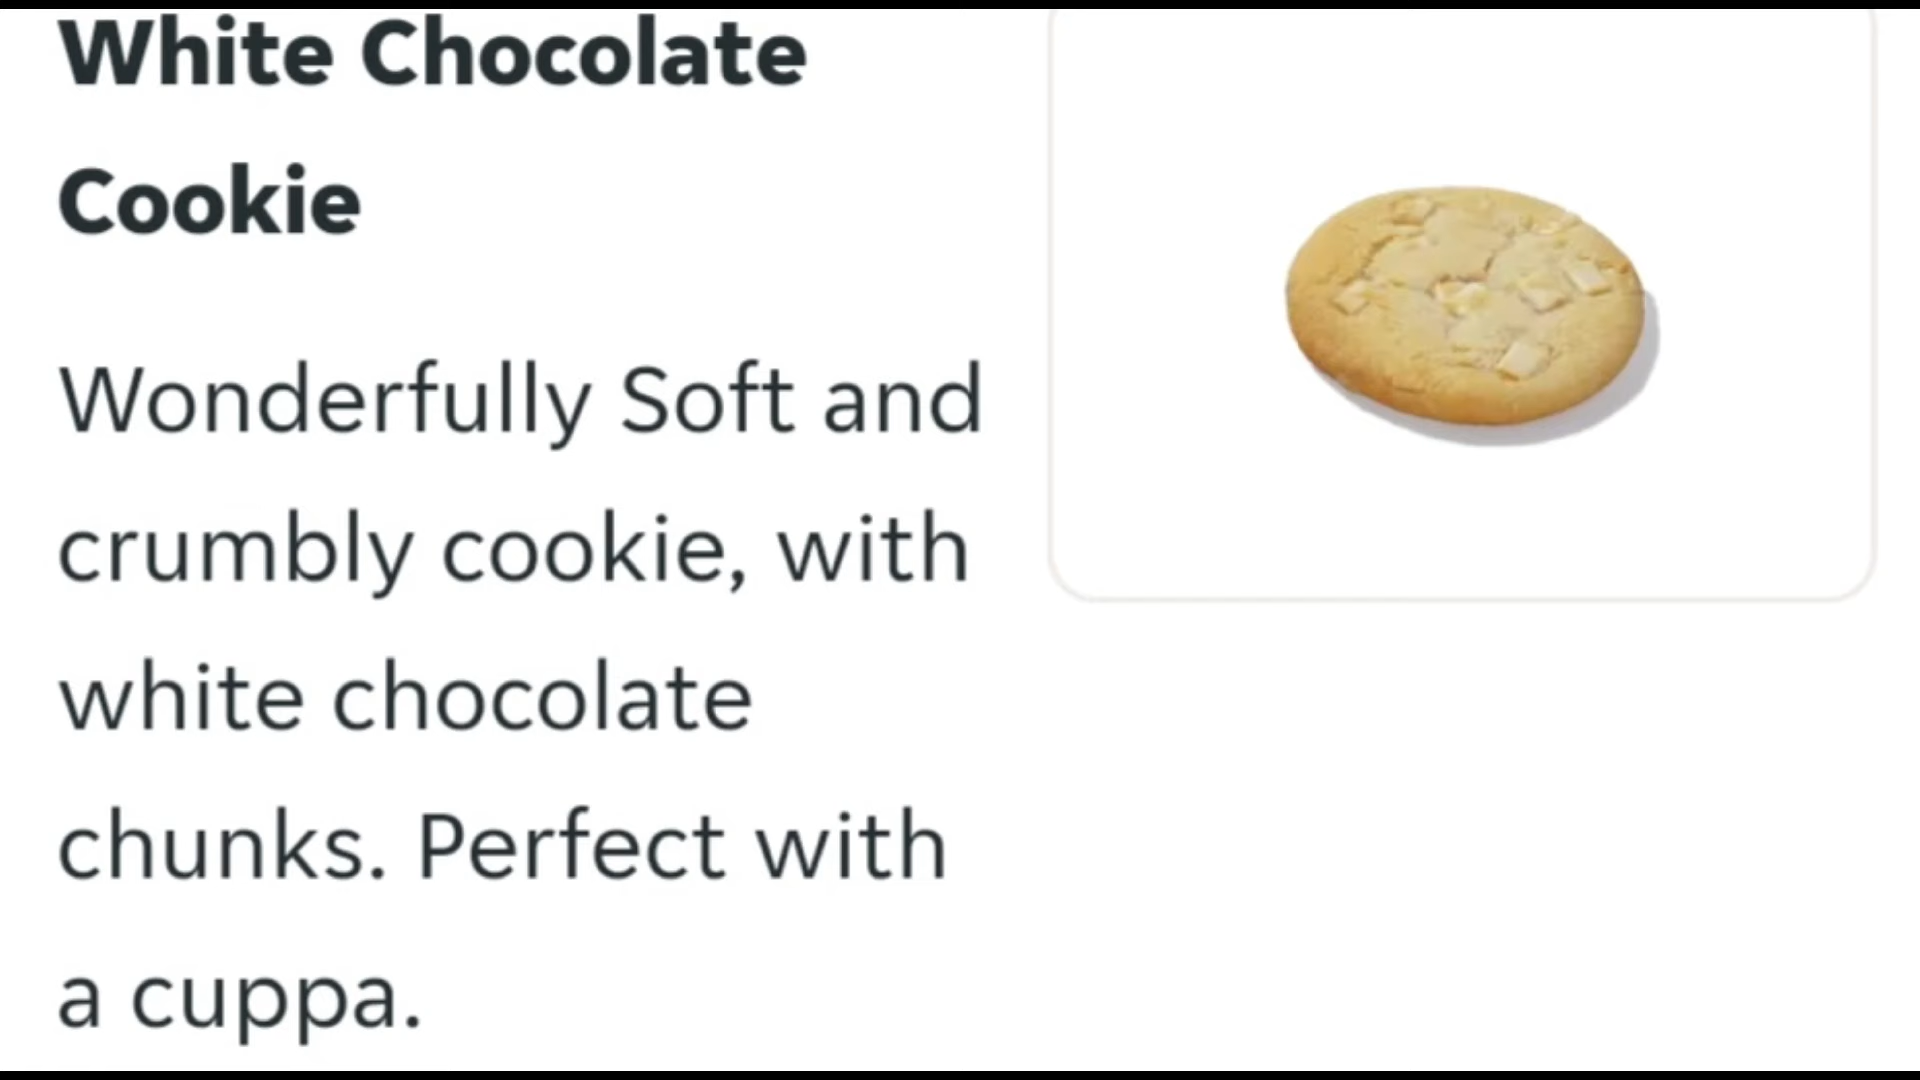 White Chocolate
Cookie
Wonderfully Soft and
crumbly cookie, with
white chocolate
chunks. Perfect with
a cuppa.